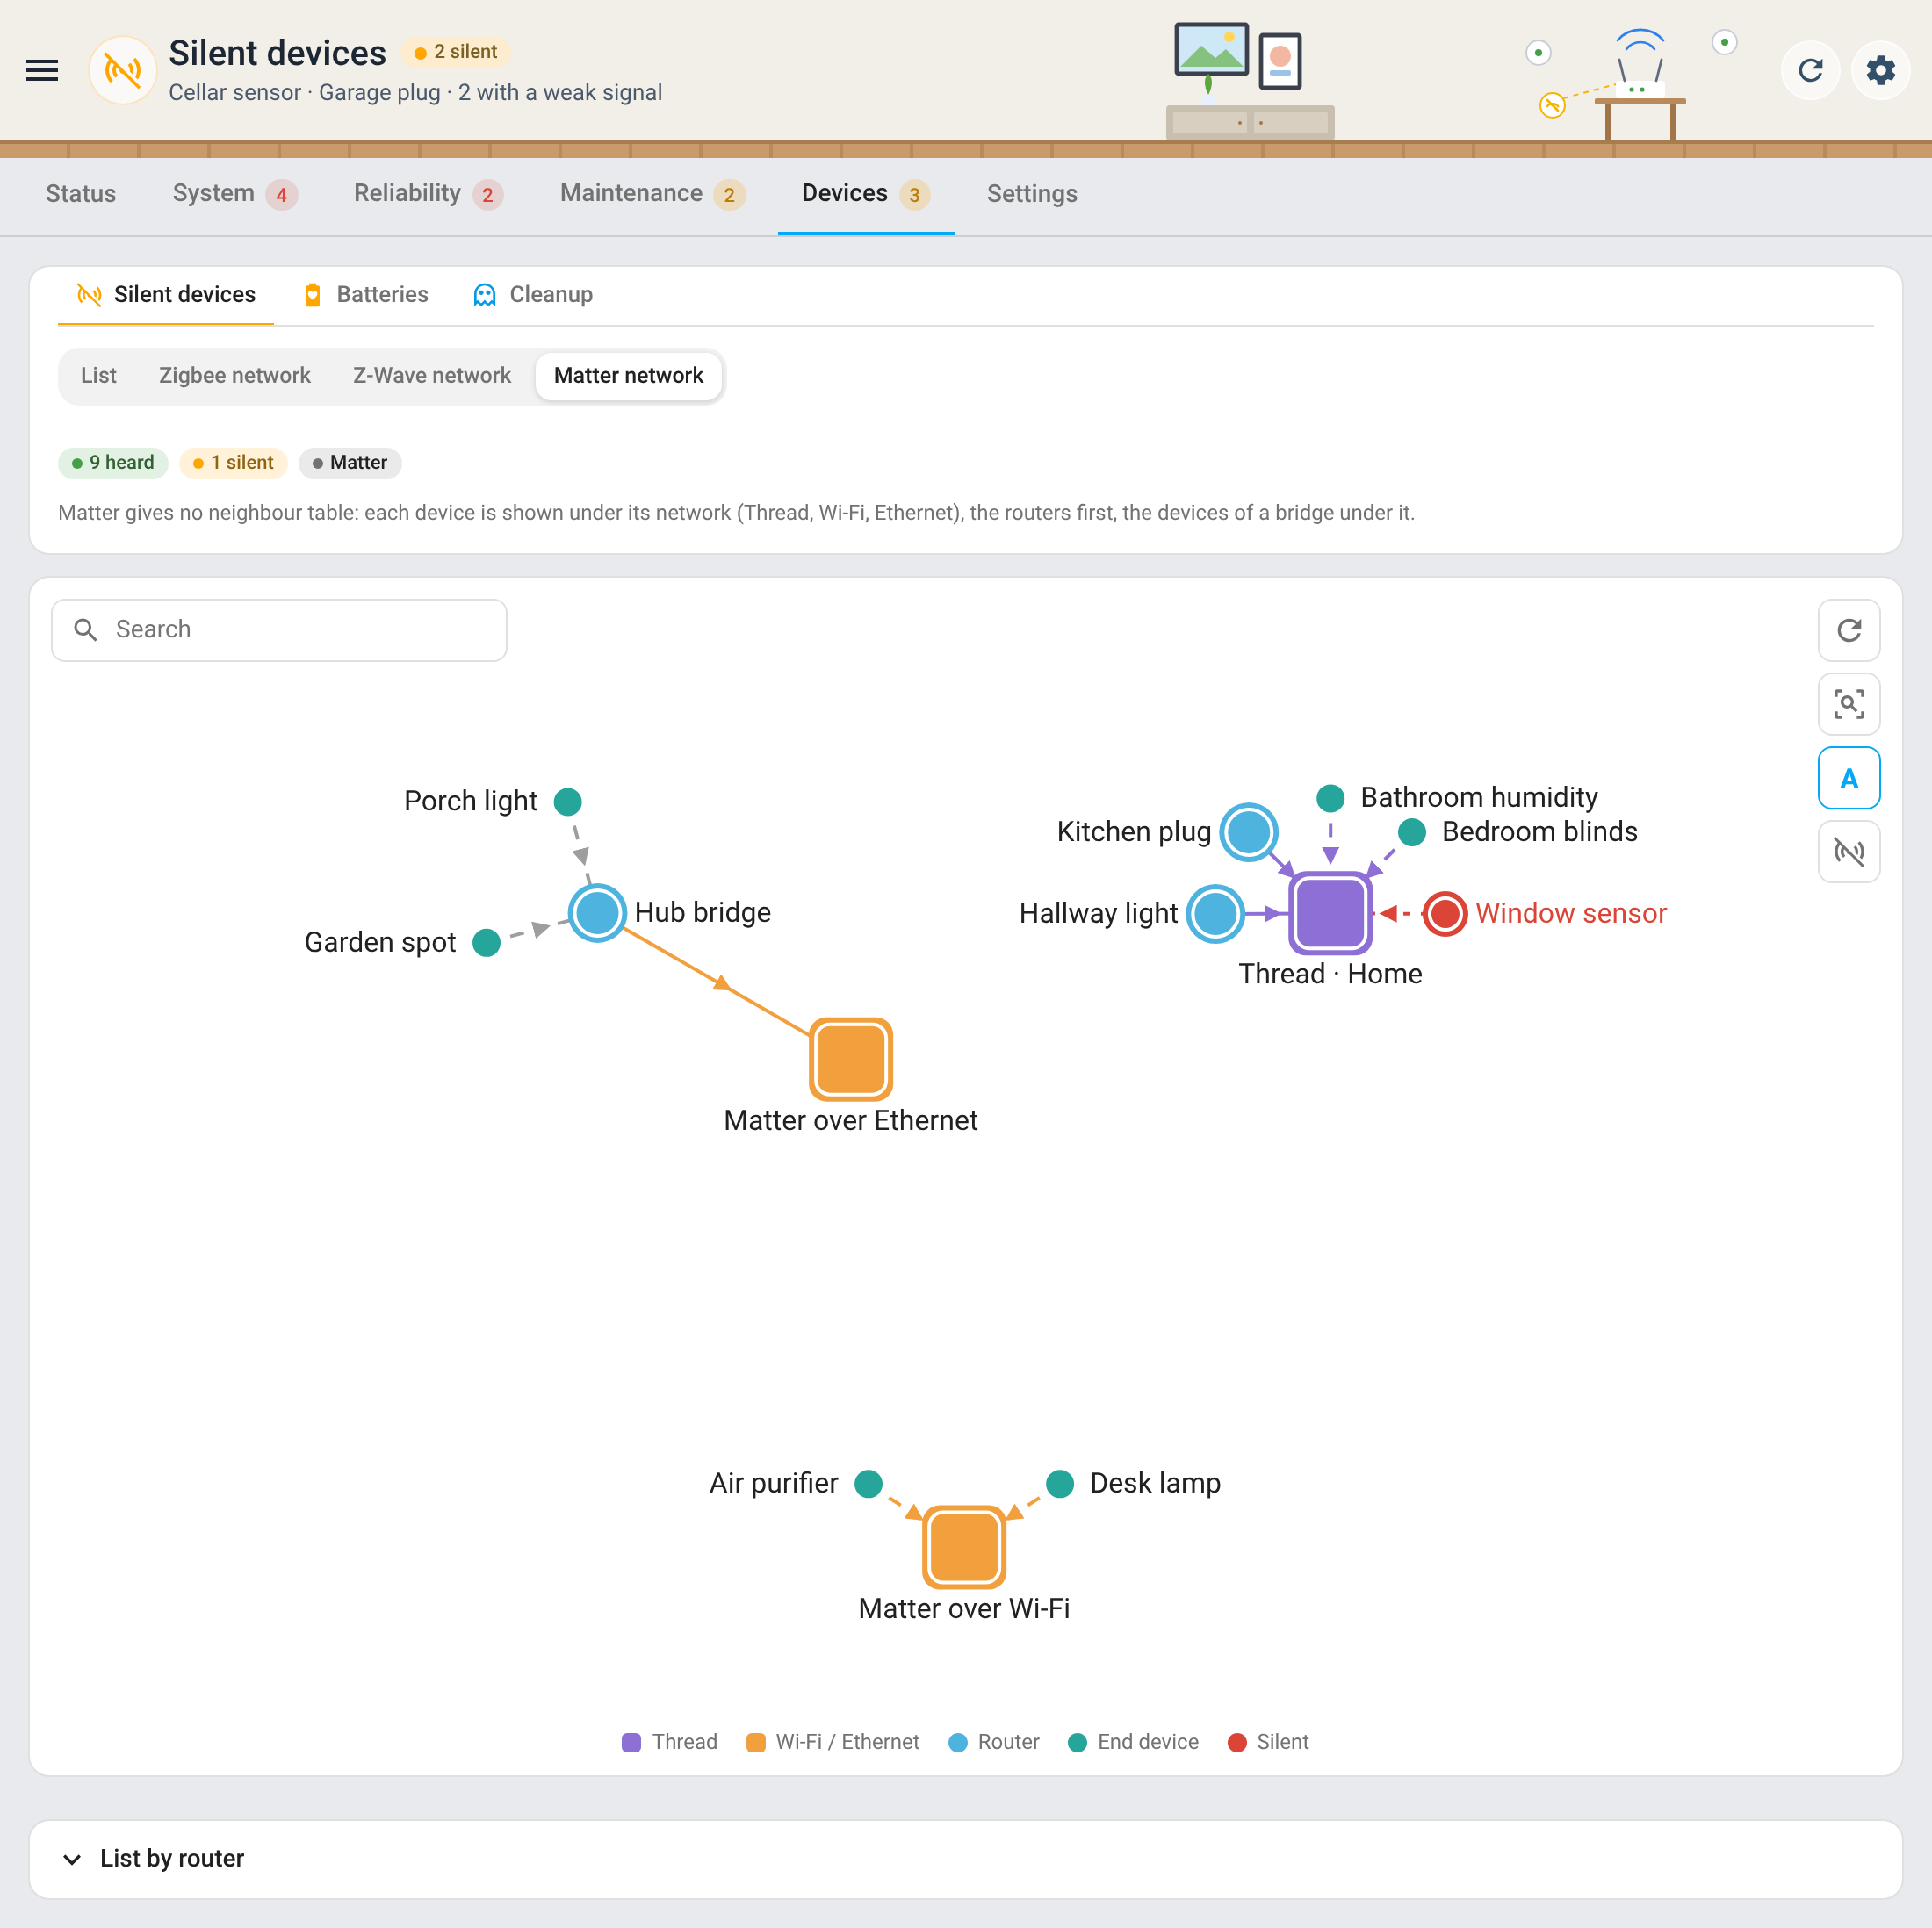 Silent devices
2 silent
Cellar sensor · Garage plug · 2 with a weak signal
Status
System 4
Reliability 2
Maintenance 2
Devices 3
Settings
Silent devices
Batteries
Cleanup
List
Zigbee network
Z-Wave network
Matter network
9 heard
1 silent
Matter
Matter gives no neighbour table: each device is shown under its network (Thread, Wi-Fi, Ethernet), the routers first, the devices of a bridge under it.
Search
A
Porch light
Hub bridge
Garden spot
Matter over Ethernet
Bathroom humidity
Kitchen plug
Bedroom blinds
Hallway light
Window sensor
Thread · Home
Air purifier
Desk lamp
Matter over Wi-Fi
Thread
Wi-Fi / Ethernet
Router
End device
Silent
List by router